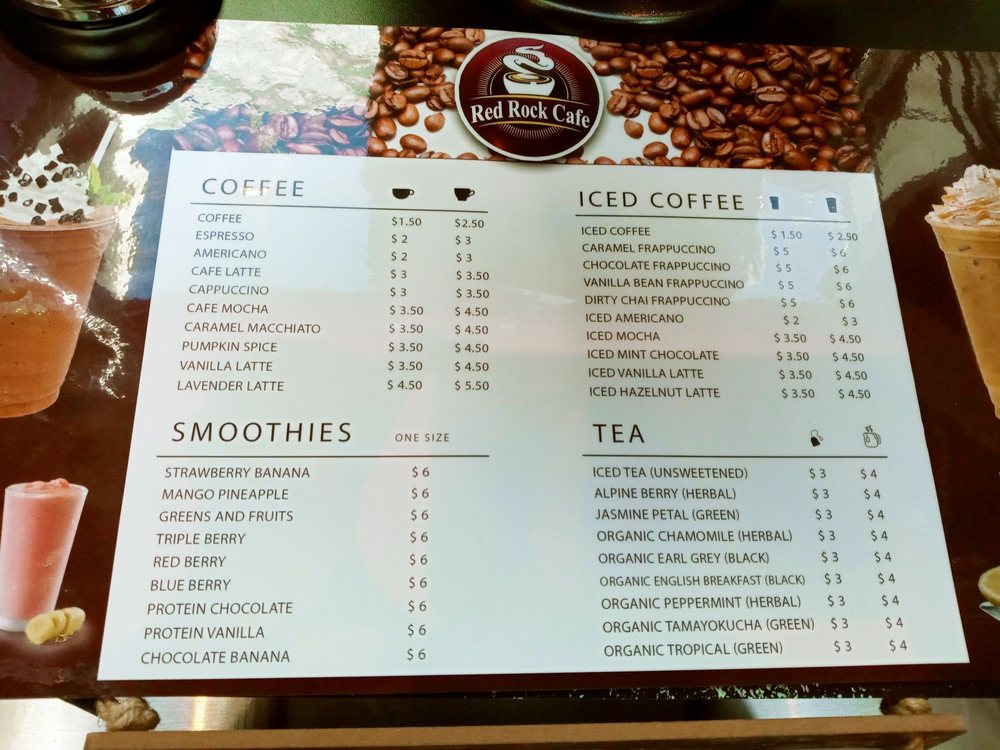 Red Rock Cafe
COFFEE
COFFEE $1.50 $2.50
ESPRESSO $2 $3
AMERICANO $2 $3
CAFE LATTE $3 $3.50
CAPPUCCINO $3 $3.50
CAFE MOCHA $3.50 $4.50
CARAMEL MACCHIATO $3.50 $4.50
PUMPKIN SPICE $3.50 $4.50
VANILLA LATTE $3.50 $4.50
LAVENDER LATTE $4.50 $5.50
ICED COFFEE
ICED COFFEE $1.50 $2.50
CARAMEL FRAPPUCCINO $5 $6
CHOCOLATE FRAPPUCCINO $5 $6
VANILLA BEAN FRAPPUCCINO $5 $6
DIRTY CHAI FRAPPUCCINO $5 $6
ICED AMERICANO $2 $3
ICED MOCHA $3.50 $4.50
ICED MINT CHOCOLATE $3.50 $4.50
ICED VANILLA LATTE $3.50 $4.50
ICED HAZELNUT LATTE $3.50 $4.50
SMOOTHIES ONE SIZE
STRAWBERRY BANANA $6
MANGO PINEAPPLE $6
GREENS AND FRUITS $6
TRIPLE BERRY $6
RED BERRY $6
BLUE BERRY $6
PROTEIN CHOCOLATE $6
PROTEIN VANILLA $6
CHOCOLATE BANANA $6
TEA
ICED TEA (UNSWEETENED) $3 $4
ALPINE BERRY (HERBAL) $3 $4
JASMINE PETAL (GREEN) $3 $4
ORGANIC CHAMOMILE (HERBAL) $3 $4
ORGANIC EARL GREY (BLACK) $3 $4
ORGANIC ENGLISH BREAKFAST (BLACK) $3 $4
ORGANIC PEPPERMINT (HERBAL) $3 $4
ORGANIC TAMAYOKUCHA (GREEN) $3 $4
ORGANIC TROPICAL (GREEN) $3 $4